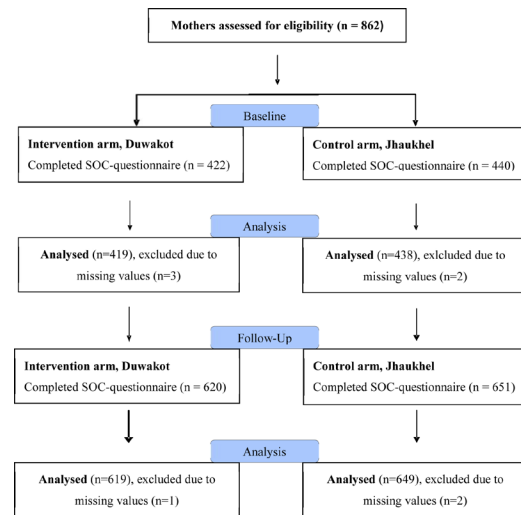 Mothers assessed for eligibility (n = 862)
Baseline
Intervention arm, Duwakot
Completed SOC-questionnaire (n = 422)
Control arm, Jhaukhel
Completed SOC-questionnaire (n = 440)
Analysis
Analysed (n=419), excluded due to
missing values (n=3)
Analysed (n=438), exlcluded due to
missing values (n=2)
Follow-Up
Intervention arm, Duwakot
Completed SOC-questionnaire (n = 620)
Control arm, Jhaukhel
Completed SOC-questionnaire (n = 651)
Analysis
Analysed (n=619), excluded due to
missing values (n=1)
Analysed (n=649), excluded due to
missing values (n=2)